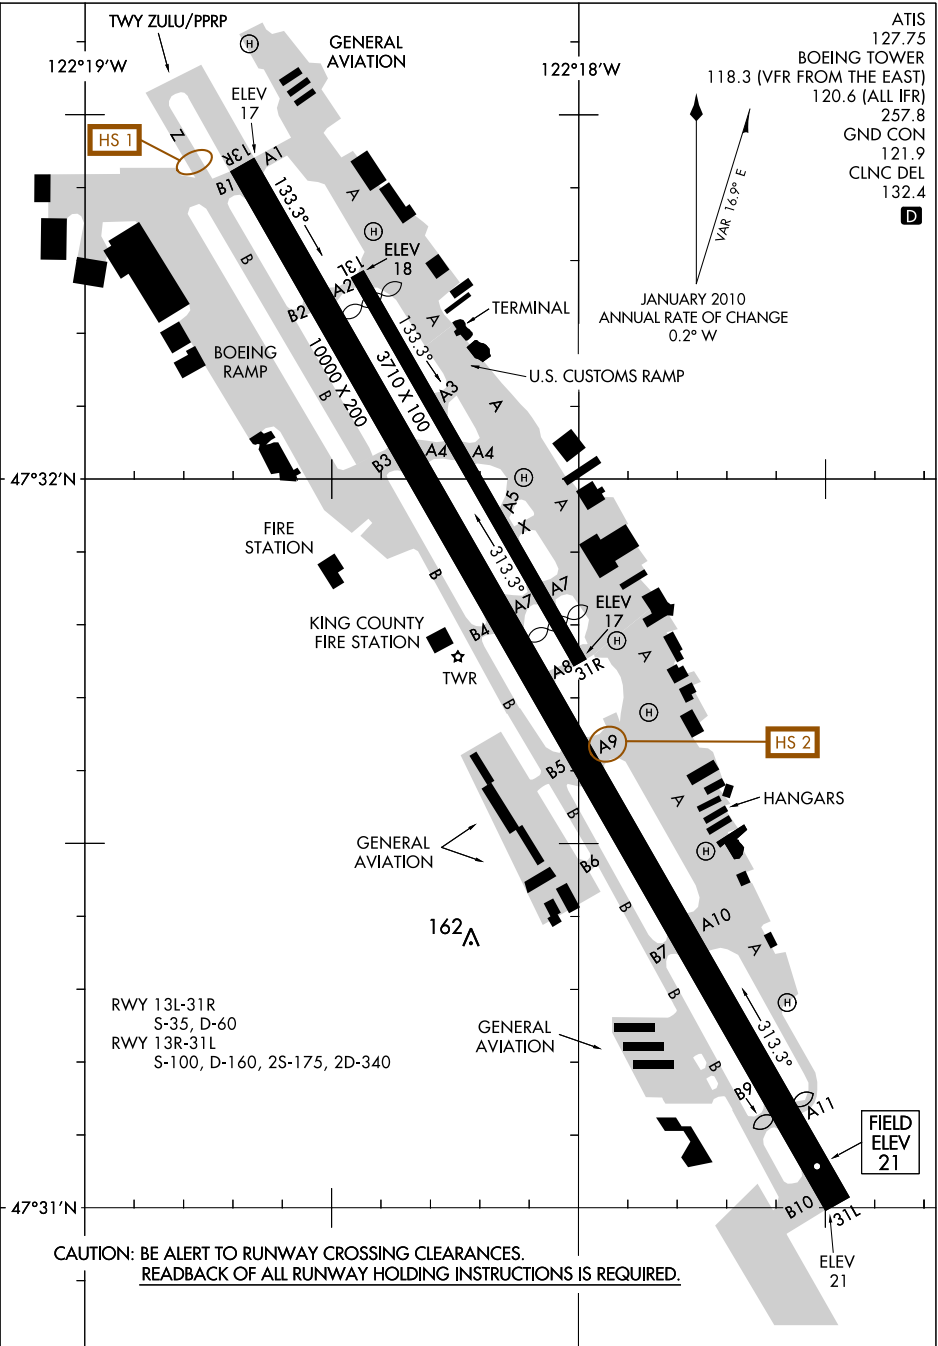 TWY ZULU/PPRP
GENERAL
AVIATION
122°19'W
122°18'W
ATIS
127.75
BOEING TOWER
118.3 (VFR FROM THE EAST)
120.6 (ALL IFR)
257.8
GND CON
121.9
CLNC DEL
132.4
D
VAR 16.9° E
JANUARY 2010
ANNUAL RATE OF CHANGE
0.2° W
H
ELEV
17
HS 1
Z
13R
A1
B1
133.3°
A
B
H
13L
ELEV
18
A2
B2
TERMINAL
A
133.3°
BOEING
RAMP
10000 X 200
3710 X 100
U.S. CUSTOMS RAMP
A3
B
A
B3
A4
A4
47°32'N
H
A5
A
X
FIRE
STATION
313.3°
B
A7
A7
ELEV
17
KING COUNTY
FIRE STATION
B4
H
A
TWR
A8
31R
B
H
A9
HS 2
B5
A
HANGARS
B
GENERAL
AVIATION
H
B6
B
A10
162
B7
A
B
H
RWY 13L-31R
S-35, D-60
RWY 13R-31L
S-100, D-160, 2S-175, 2D-340
GENERAL
AVIATION
313.3°
B
B9
A11
FIELD
ELEV
21
47°31'N
B10
31L
ELEV
21
CAUTION: BE ALERT TO RUNWAY CROSSING CLEARANCES.
READBACK OF ALL RUNWAY HOLDING INSTRUCTIONS IS REQUIRED.